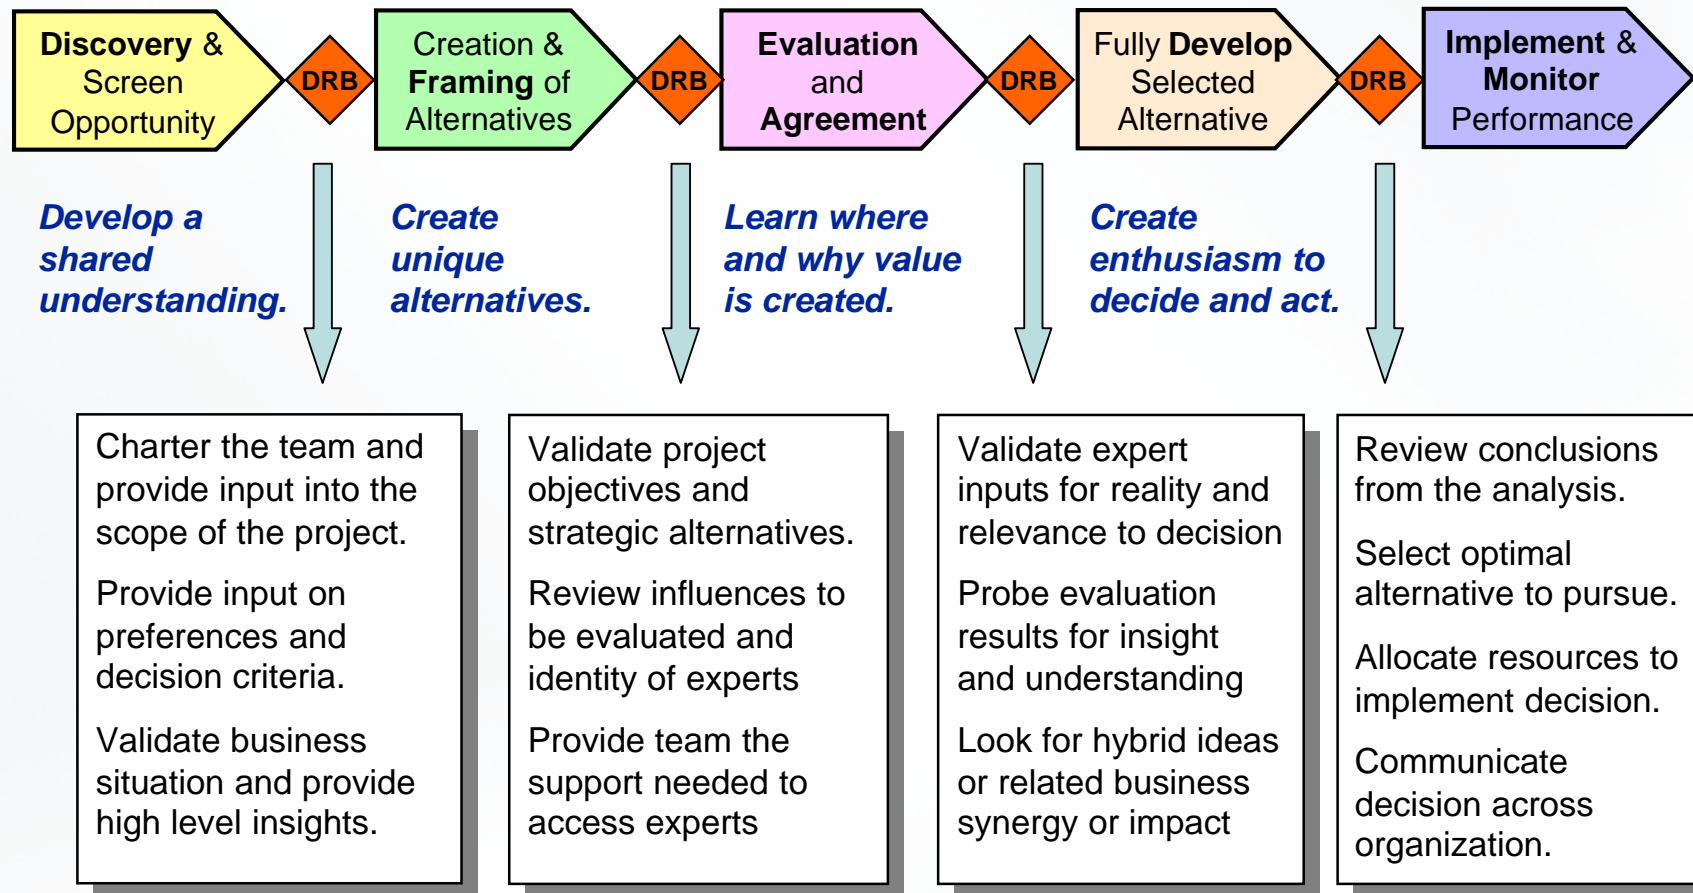 Discovery &
Screen
Opportunity
DRB
Creation &
Framing of
Alternatives
DRB
Evaluation
and
Agreement
DRB
Fully Develop
Selected
Alternative
DRB
Implement &
Monitor
Performance
Develop a
shared
understanding.
Create
unique
alternatives.
Learn where
and why value
is created.
Create
enthusiasm to
decide and act.
Charter the team and
provide input into the
scope of the project.
Provide input on
preferences and
decision criteria.
Validate business
situation and provide
high level insights.
Validate project
objectives and
strategic alternatives.
Review influences to
be evaluated and
identity of experts
Provide team the
support needed to
access experts
Validate expert
inputs for reality and
relevance to decision
Probe evaluation
results for insight
and understanding
Look for hybrid ideas
or related business
synergy or impact
Review conclusions
from the analysis.
Select optimal
alternative to pursue.
Allocate resources to
implement decision.
Communicate
decision across
organization.